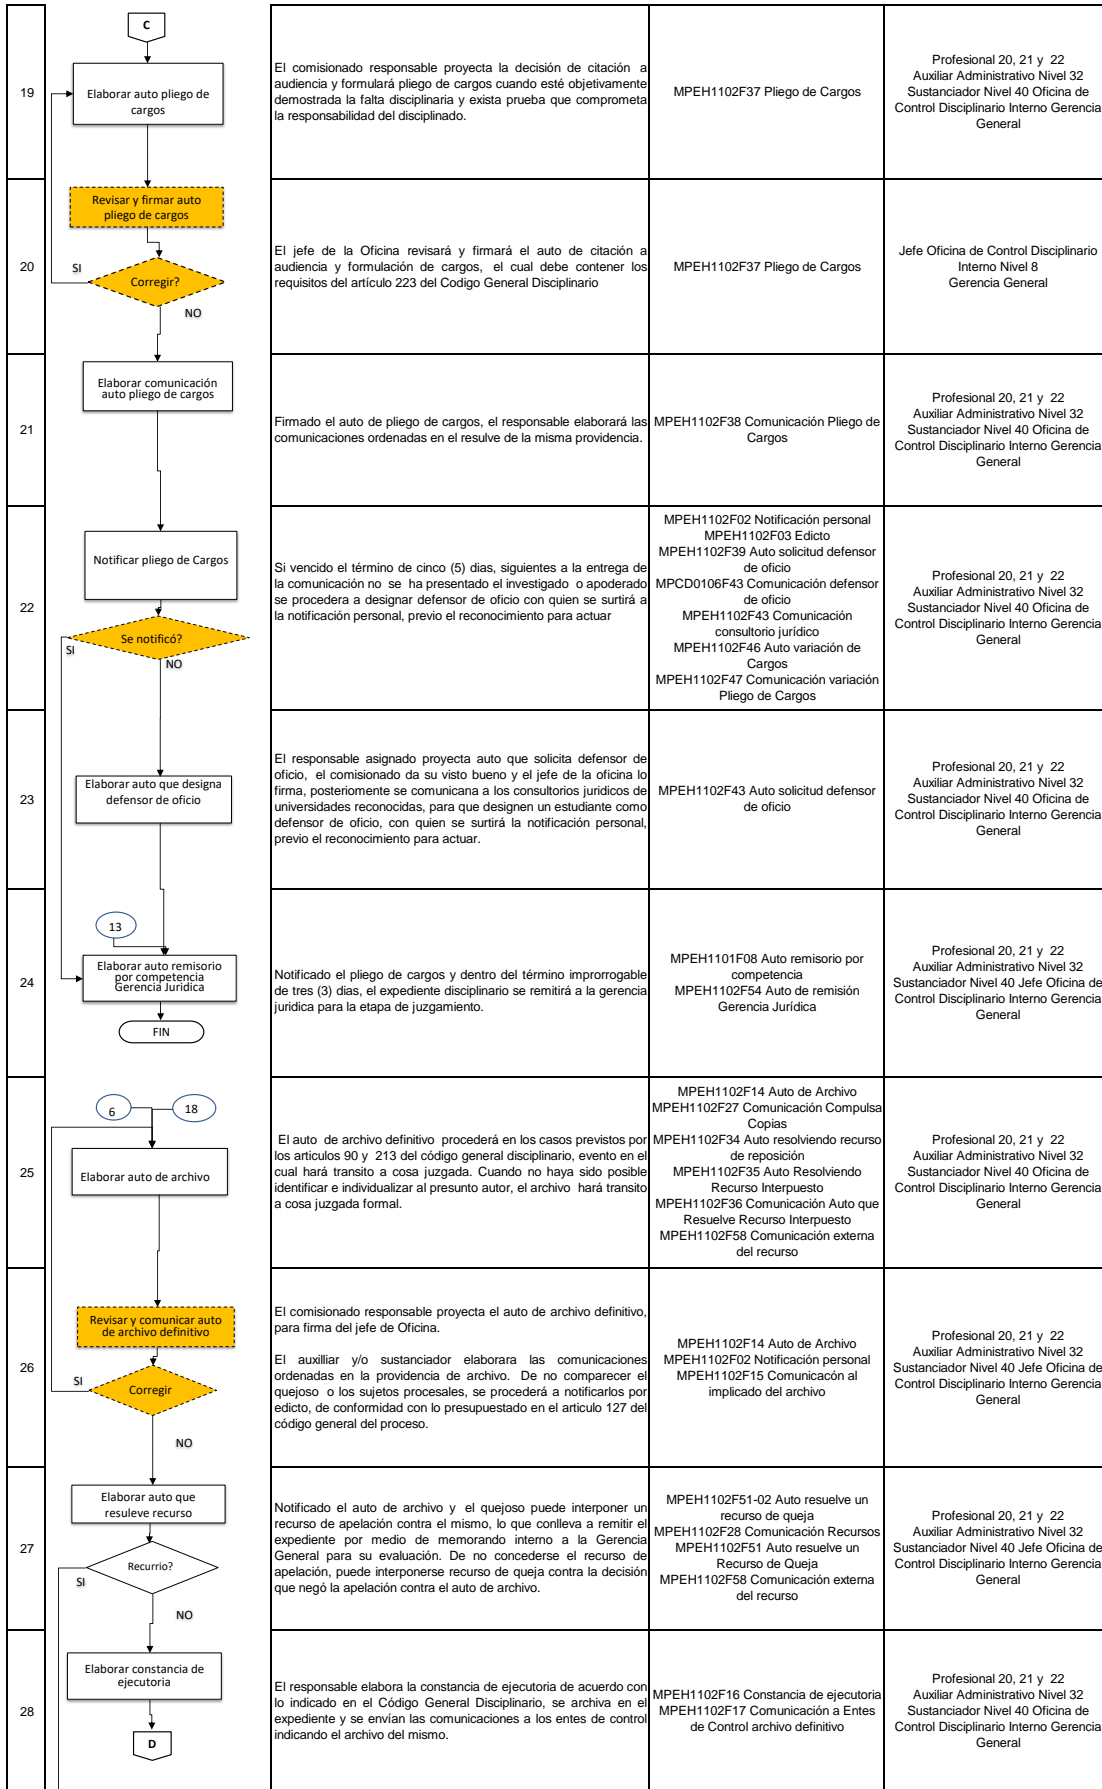 C
19
Elaborar auto pliego de
cargos
El comisionado responsable proyecta la decisión de citación a
audiencia y formulará pliego de cargos cuando esté objetivamente
demostrada la falta disciplinaria y exista prueba que comprometa
la responsabilidad del disciplinado.
MPEH1102F37 Pliego de Cargos
Profesional 20, 21 y 22
Auxiliar Administrativo Nivel 32
Sustanciador Nivel 40 Oficina de
Control Disciplinario Interno Gerencia
General
20
Revisar y firmar auto
pliego de cargos
SI
Corregir?
NO
El jefe de la Oficina revisará y firmará el auto de citación a
audiencia y formulación de cargos, el cual debe contener los
requisitos del artículo 223 del Codigo General Disciplinario
MPEH1102F37 Pliego de Cargos
Jefe Oficina de Control Disciplinario
Interno Nivel 8
Gerencia General
21
Elaborar comunicación
auto pliego de cargos
Firmado el auto de pliego de cargos, el responsable elaborará las
comunicaciones ordenadas en el resulve de la misma providencia.
MPEH1102F38 Comunicación Pliego de
Cargos
Profesional 20, 21 y 22
Auxiliar Administrativo Nivel 32
Sustanciador Nivel 40 Oficina de
Control Disciplinario Interno Gerencia
General
22
Notificar pliego de Cargos
Se notificó?
SI
NO
Si vencido el término de cinco (5) dias, siguientes a la entrega de
la comunicación no se ha presentado el investigado o apoderado
se procedera a designar defensor de oficio con quien se surtirá a
la notificación personal, previo el reconocimiento para actuar
MPEH1102F02 Notificación personal
MPEH1102F03 Edicto
MPEH1102F39 Auto solicitud defensor
de oficio
MPCD0106F43 Comunicación defensor
de oficio
MPEH1102F43 Comunicación
consultorio jurídico
MPEH1102F46 Auto variación de
Cargos
MPEH1102F47 Comunicación variación
Pliego de Cargos
Profesional 20, 21 y 22
Auxiliar Administrativo Nivel 32
Sustanciador Nivel 40 Oficina de
Control Disciplinario Interno Gerencia
General
23
Elaborar auto que designa
defensor de oficio
El responsable asignado proyecta auto que solicita defensor de
oficio, el comisionado da su visto bueno y el jefe de la oficina lo
firma, posteriormente se comunicana a los consultorios juridicos de
universidades reconocidas, para que designen un estudiante como
defensor de oficio, con quien se surtirá la notificación personal,
previo el reconocimiento para actuar.
MPEH1102F43 Auto solicitud defensor
de oficio
Profesional 20, 21 y 22
Auxiliar Administrativo Nivel 32
Sustanciador Nivel 40 Oficina de
Control Disciplinario Interno Gerencia
General
24
13
Elaborar auto remisorio
por competencia
Gerencia Juridica
FIN
Notificado el pliego de cargos y dentro del término improrrogable
de tres (3) dias, el expediente disciplinario se remitirá a la gerencia
juridica para la etapa de juzgamiento.
MPEH1101F08 Auto remisorio por
competencia
MPEH1102F54 Auto de remisión
Gerencia Jurídica
Profesional 20, 21 y 22
Auxiliar Administrativo Nivel 32
Sustanciador Nivel 40 Jefe Oficina de
Control Disciplinario Interno Gerencia
General
25
6
18
Elaborar auto de archivo
El auto de archivo definitivo procederá en los casos previstos por
los articulos 90 y 213 del código general disciplinario, evento en el
cual hará transito a cosa juzgada. Cuando no haya sido posible
identificar e individualizar al presunto autor, el archivo hará transito
a cosa juzgada formal.
MPEH1102F14 Auto de Archivo
MPEH1102F27 Comunicación Compulsa
Copias
MPEH1102F34 Auto resolviendo recurso
de reposición
MPEH1102F35 Auto Resolviendo
Recurso Interpuesto
MPEH1102F36 Comunicación Auto que
Resuelve Recurso Interpuesto
MPEH1102F58 Comunicación externa
del recurso
Profesional 20, 21 y 22
Auxiliar Administrativo Nivel 32
Sustanciador Nivel 40 Oficina de
Control Disciplinario Interno Gerencia
General
26
Revisar y comunicar auto
de archivo definitivo
SI
Corregir
NO
El comisionado responsable proyecta el auto de archivo definitivo,
para firma del jefe de Oficina.
El auxilliar y/o sustanciador elaborara las comunicaciones
ordenadas en la providencia de archivo. De no comparecer el
quejoso o los sujetos procesales, se procederá a notificarlos por
edicto, de conformidad con lo presupuestado en el articulo 127 del
código general del proceso.
MPEH1102F14 Auto de Archivo
MPEH1102F02 Notificación personal
MPEH1102F15 Comunicacón al
implicado del archivo
Profesional 20, 21 y 22
Auxiliar Administrativo Nivel 32
Sustanciador Nivel 40 Jefe Oficina de
Control Disciplinario Interno Gerencia
General
27
Elaborar auto que
resuleve recurso
Recurrio?
SI
NO
Notificado el auto de archivo y el quejoso puede interponer un
recurso de apelación contra el mismo, lo que conlleva a remitir el
expediente por medio de memorando interno a la Gerencia
General para su evaluación. De no concederse el recurso de
apelación, puede interponerse recurso de queja contra la decisión
que negó la apelación contra el auto de archivo.
MPEH1102F51-02 Auto resuelve un
recurso de queja
MPEH1102F28 Comunicación Recursos
MPEH1102F51 Auto resuelve un
Recurso de Queja
MPEH1102F58 Comunicación externa
del recurso
Profesional 20, 21 y 22
Auxiliar Administrativo Nivel 32
Sustanciador Nivel 40 Jefe Oficina de
Control Disciplinario Interno Gerencia
General
28
Elaborar constancia de
ejecutoria
D
El responsable elabora la constancia de ejecutoria de acuerdo con
lo indicado en el Código General Disciplinario, se archiva en el
expediente y se envían las comunicaciones a los entes de control
indicando el archivo del mismo.
MPEH1102F16 Constancia de ejecutoria
MPEH1102F17 Comunicación a Entes
de Control archivo definitivo
Profesional 20, 21 y 22
Auxiliar Administrativo Nivel 32
Sustanciador Nivel 40 Oficina de
Control Disciplinario Interno Gerencia
General